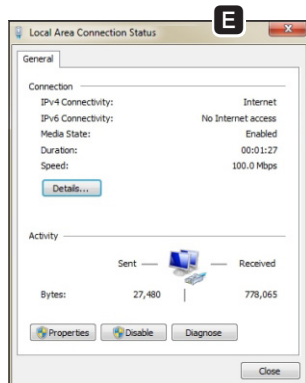 E
Local Area Connection Status
General
Connection
IPv4 Connectivity: Internet
IPv6 Connectivity: No Internet access
Media State: Enabled
Duration: 00:01:27
Speed: 100.0 Mbps
Details...
Activity
Sent Received
Bytes: 27,480 778,065
Properties Disable Diagnose
Close